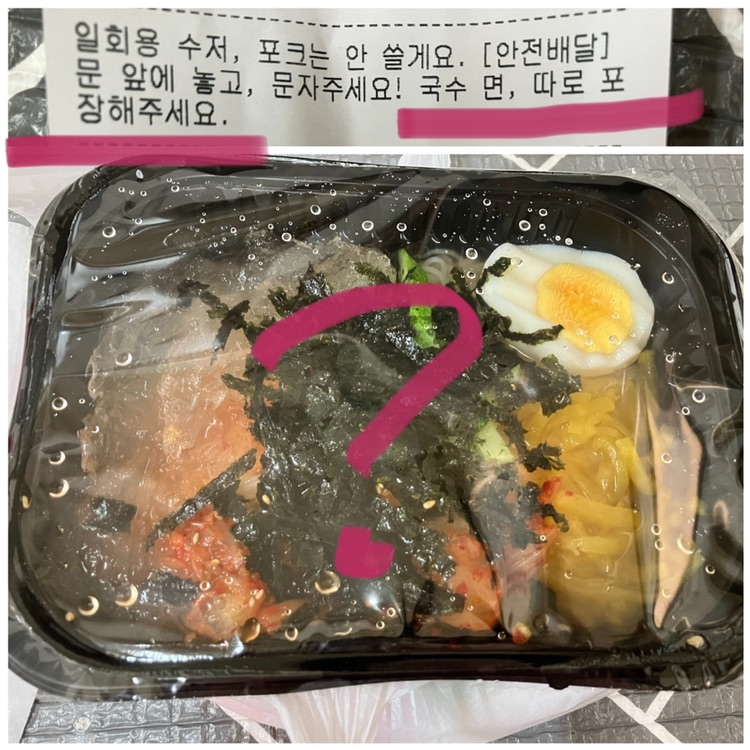 일회용 수저, 포크는 안 쓸게요. [안전배달]
문 앞에 놓고, 문자주세요! 국수 면, 따로 포
장해주세요.
?